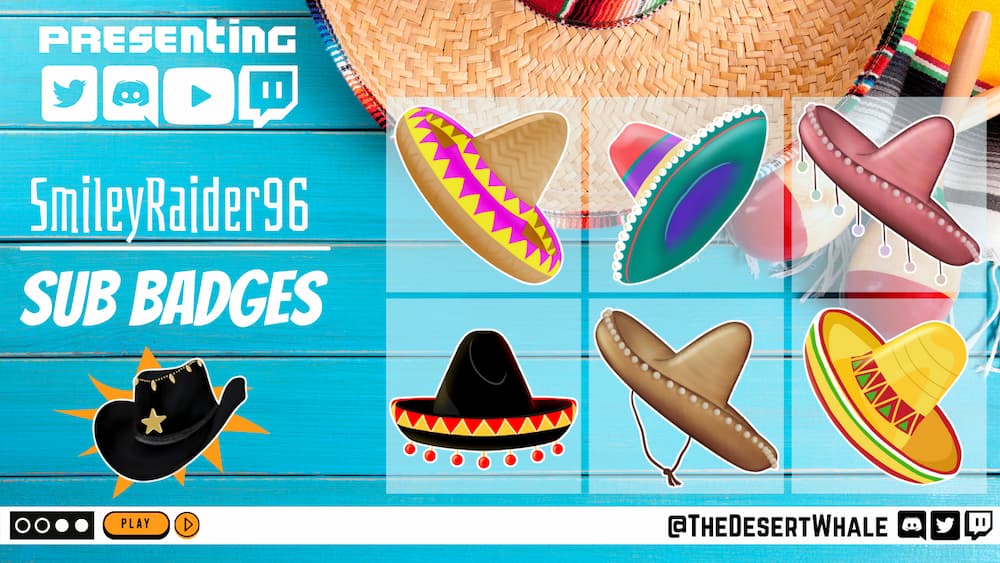 PRESENTING
SmileyRaider96
SUB BADGES
PLAY
@THEDESERTWHALE